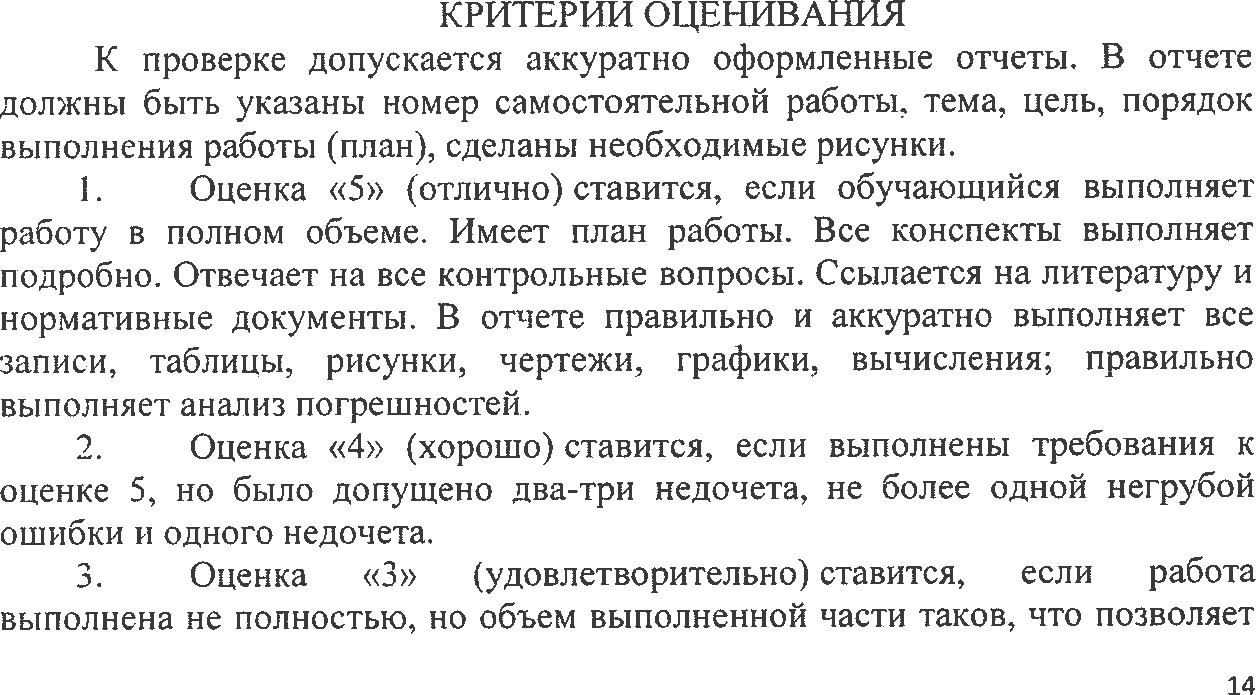 КРИТЕРИИ ОЦЕНИВАНИЯ
К проверке допускается аккуратно оформленные отчеты. В отчете
должны быть указаны номер самостоятельной работы, тема, цель, порядок
выполнения работы (план), сделаны необходимые рисунки.
1. Оценка «5» (отлично) ставится, если обучающийся выполняет
работу в полном объеме. Имеет план работы. Все конспекты выполняет
подробно. Отвечает на все контрольные вопросы. Ссылается на литературу и
нормативные документы. В отчете правильно и аккуратно выполняет все
записи, таблицы, рисунки, чертежи, графики, вычисления; правильно
выполняет анализ погрешностей.
2. Оценка «4» (хорошо) ставится, если выполнены требования к
оценке 5, но было допущено два-три недочета, не более одной негрубой
ошибки и одного недочета.
3. Оценка «3» (удовлетворительно) ставится, если работа
выполнена не полностью, но объем выполненной части таков, что позволяет
14